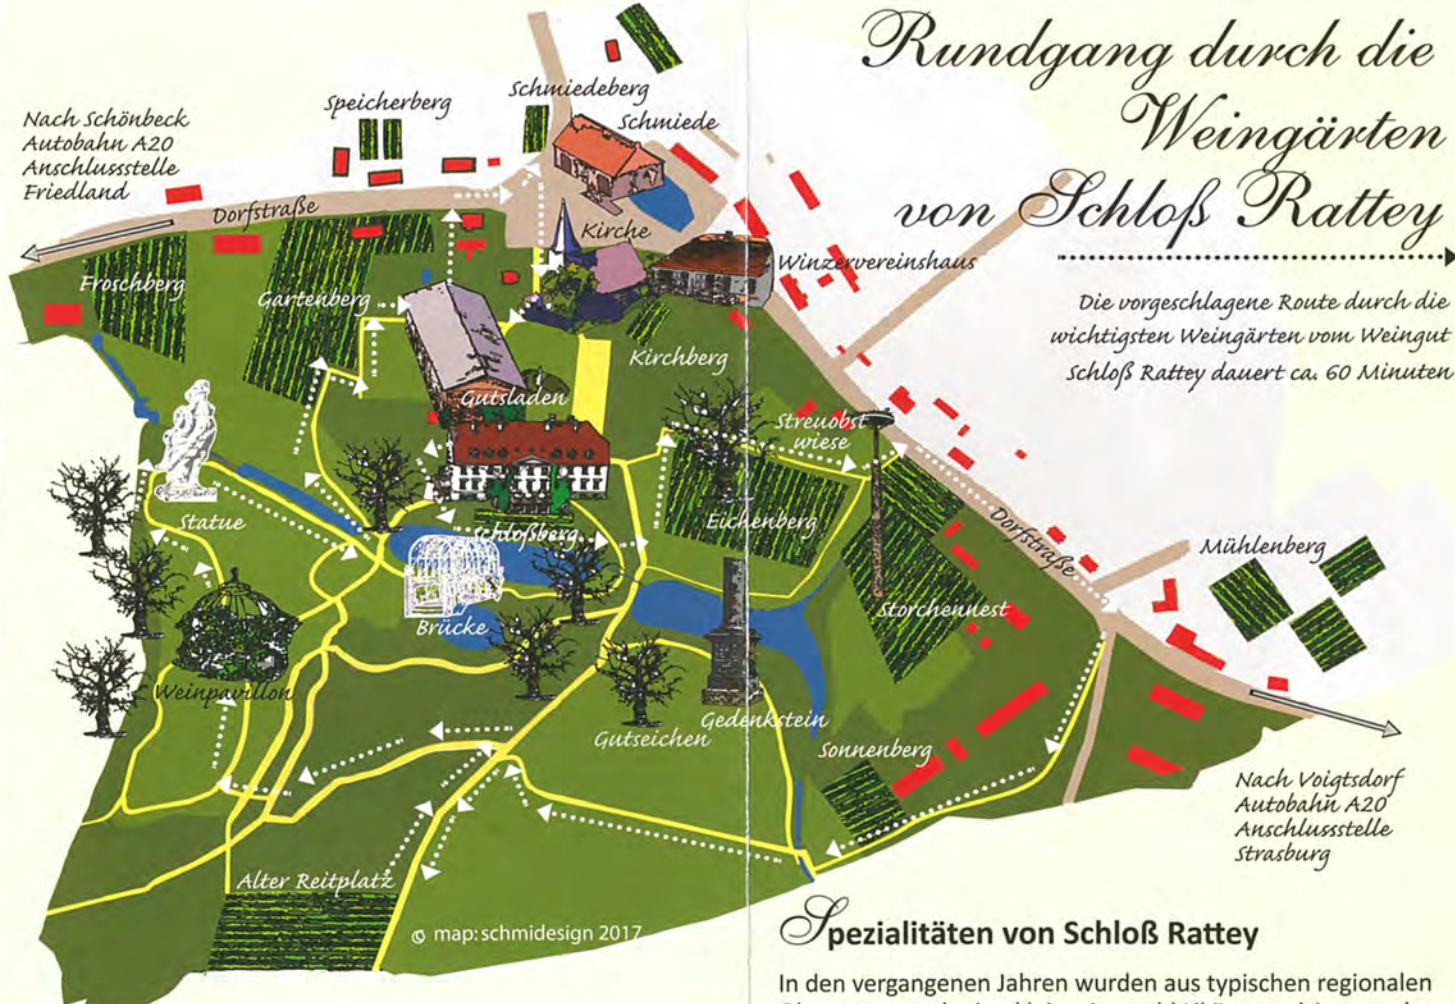 Rundgang durch die
Weingärten
von Schloß Rattey
Die vorgeschlagene Route durch die
wichtigsten Weingärten vom Weingut
Schloß Rattey dauert ca. 60 Minuten
Nach Schönbeck
Autobahn A20
Anschlussstelle
Friedland
Speicherberg
Schmiedeberg
Schmiede
Dorfstraße
Kirche
Winzervereinshaus
Froschberg
Gartenberg
Kirchberg
Gutsladen
Streuobst
wiese
Statue
Schloßberg
Eichenberg
Dorfstraße
Mühlenberg
Brücke
Storchennest
Weinpavillon
Gedenkstein
Gutseichen
Sonnenberg
Nach Voigtsdorf
Autobahn A20
Anschlussstelle
Strasburg
Alter Reitplatz
© map: schmidesign 2017
Spezialitäten von Schloß Rattey
In den vergangenen Jahren wurden aus typischen regionalen